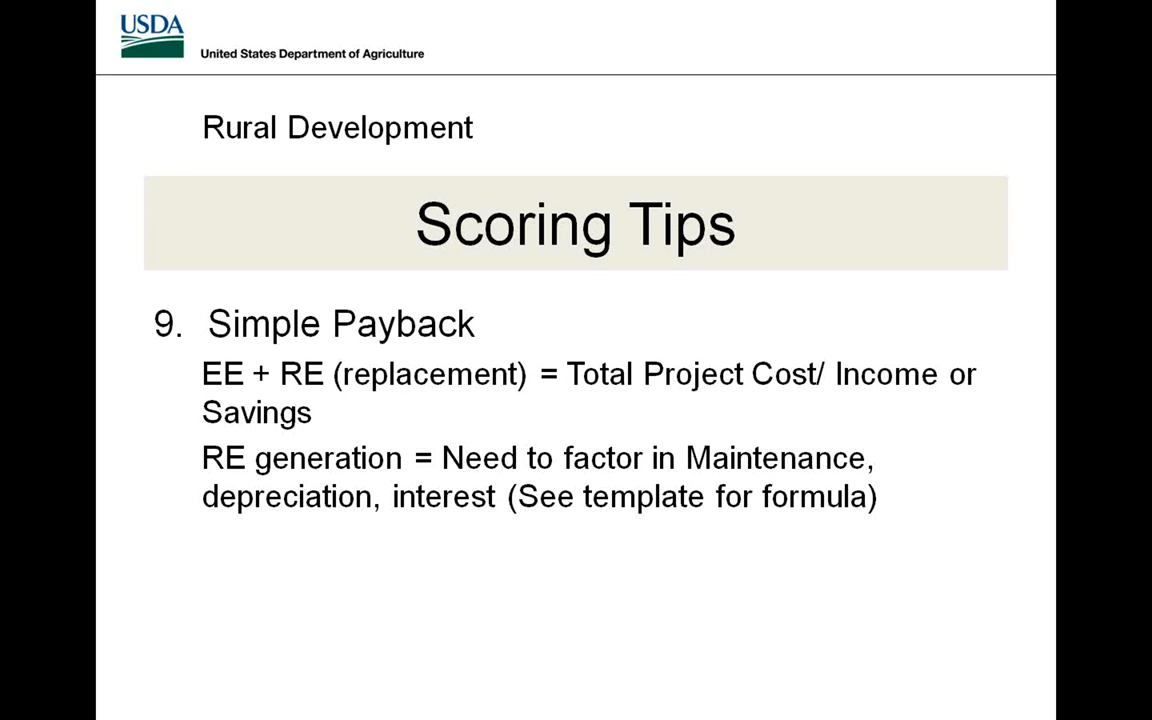 USDA
United States Department of Agriculture
Rural Development
Scoring Tips
9. Simple Payback
EE + RE (replacement) = Total Project Cost/ Income or
Savings
RE generation = Need to factor in Maintenance,
depreciation, interest (See template for formula)